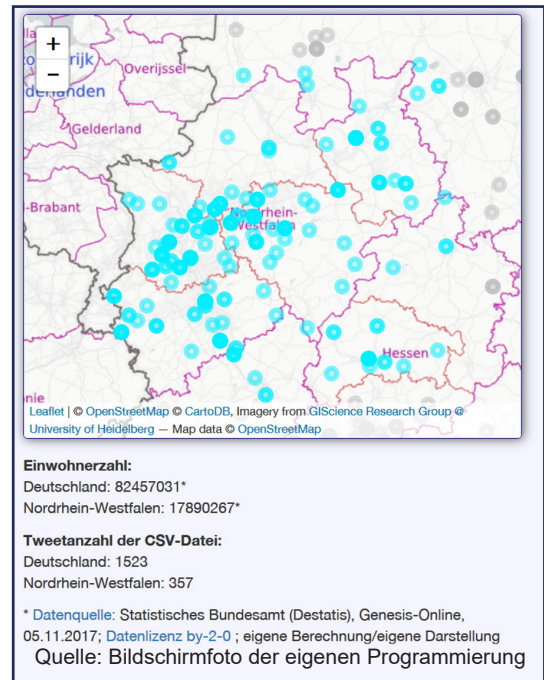 +
−
rijk
Overijssel
derlanden
Gelderland
-Brabant
Nordrhein-
Westfalen
Hessen
nie
Leaflet | © OpenStreetMap © CartoDB, Imagery from GIScience Research Group @
University of Heidelberg — Map data © OpenStreetMap
Einwohnerzahl:
Deutschland: 82457031*
Nordrhein-Westfalen: 17890267*
Tweetanzahl der CSV-Datei:
Deutschland: 1523
Nordrhein-Westfalen: 357
* Datenquelle: Statistisches Bundesamt (Destatis), Genesis-Online,
05.11.2017; Datenlizenz by-2-0 ; eigene Berechnung/eigene Darstellung
Quelle: Bildschirmfoto der eigenen Programmierung